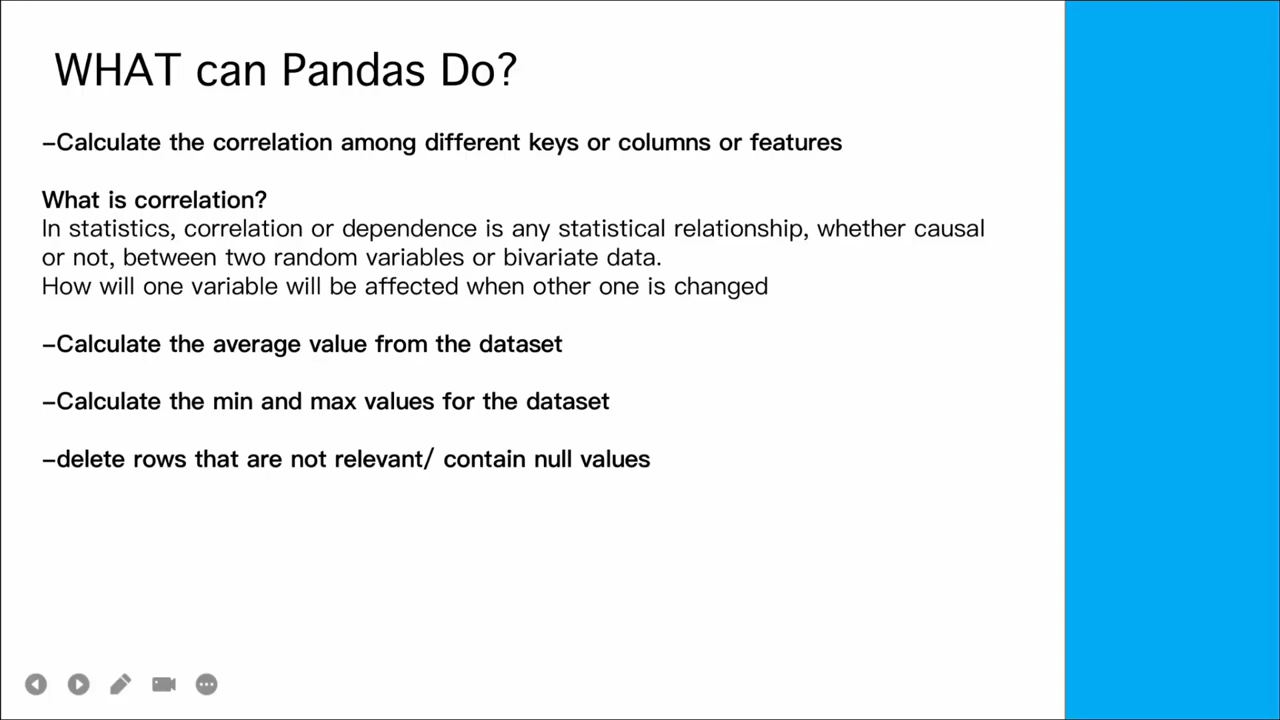 WHAT can Pandas Do?
–Calculate the correlation among different keys or columns or features
What is correlation?
In statistics, correlation or dependence is any statistical relationship, whether causal
or not, between two random variables or bivariate data.
How will one variable will be affected when other one is changed
–Calculate the average value from the dataset
–Calculate the min and max values for the dataset
–delete rows that are not relevant/ contain null values